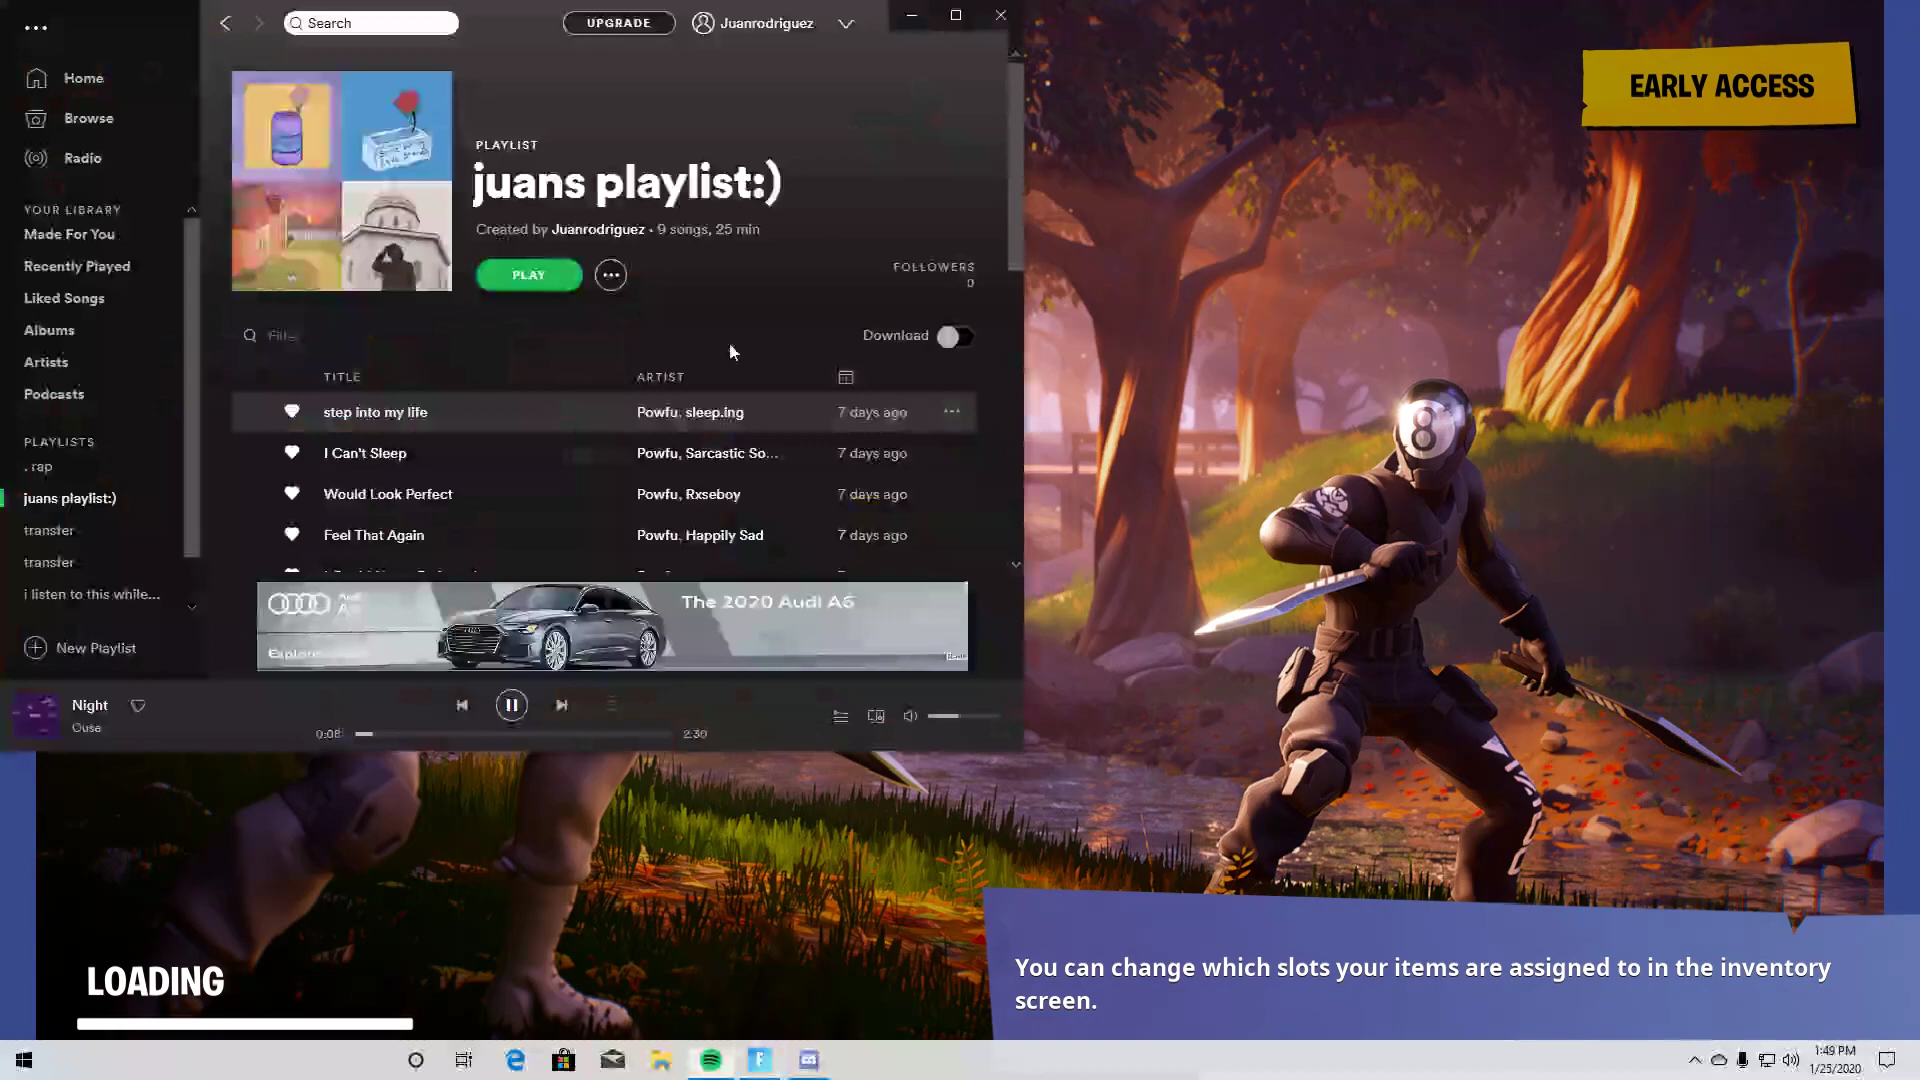 Search
UPGRADE
Juanrodriguez
Home
Browse
Radio
YOUR LIBRARY
Made For You
Recently Played
Liked Songs
Albums
Artists
Podcasts
PLAYLISTS
. rap
juans playlist:)
transfer
transfer
i listen to this while...
New Playlist
PLAYLIST
juans playlist:)
Created by Juanrodriguez • 9 songs, 25 min
PLAY
FOLLOWERS
0
Download
TITLE ARTIST
step into my life Powfu, sleep.ing 7 days ago
I Can't Sleep Powfu, Sarcastic So... 7 days ago
Would Look Perfect Powfu, Rxseboy 7 days ago
Feel That Again Powfu, Happily Sad 7 days ago
The 2020 Audi A6
Night
Ouse
0:08 2:30
EARLY ACCESS
8
LOADING
You can change which slots your items are assigned to in the inventory
screen.
1:49 PM
1/25/2020